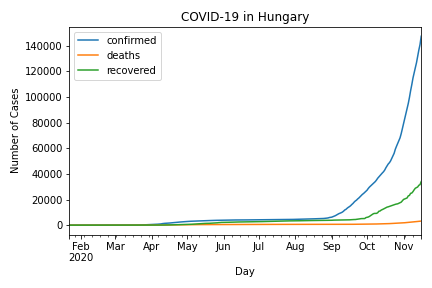 COVID-19 in Hungary
confirmed
deaths
recovered
Number of Cases
140000
120000
100000
80000
60000
40000
20000
0
Feb Mar Apr May Jun Jul Aug Sep Oct Nov
2020
Day